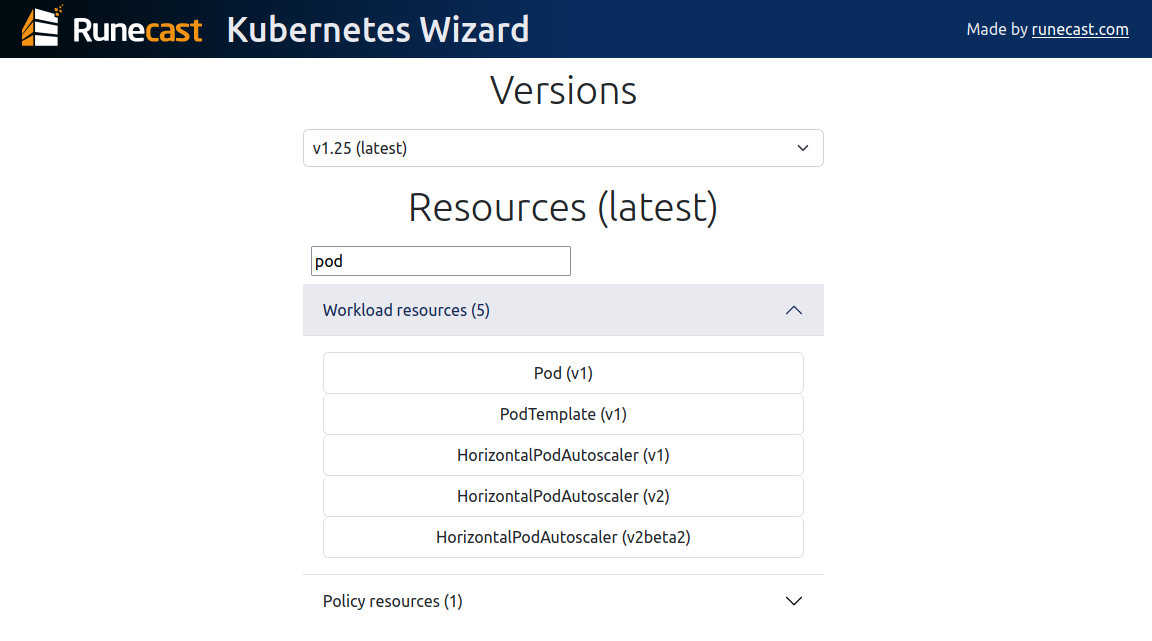 Runecast Kubernetes Wizard Made by runecast.com
Versions
v1.25 (latest)
Resources (latest)
pod
Workload resources (5)
Pod (v1)
PodTemplate (v1)
HorizontalPodAutoscaler (v1)
HorizontalPodAutoscaler (v2)
HorizontalPodAutoscaler (v2beta2)
Policy resources (1)